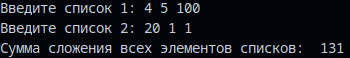 Введите список 1: 4 5 100
Введите список 2: 20 1 1
Сумма сложения всех элементов списков:  131